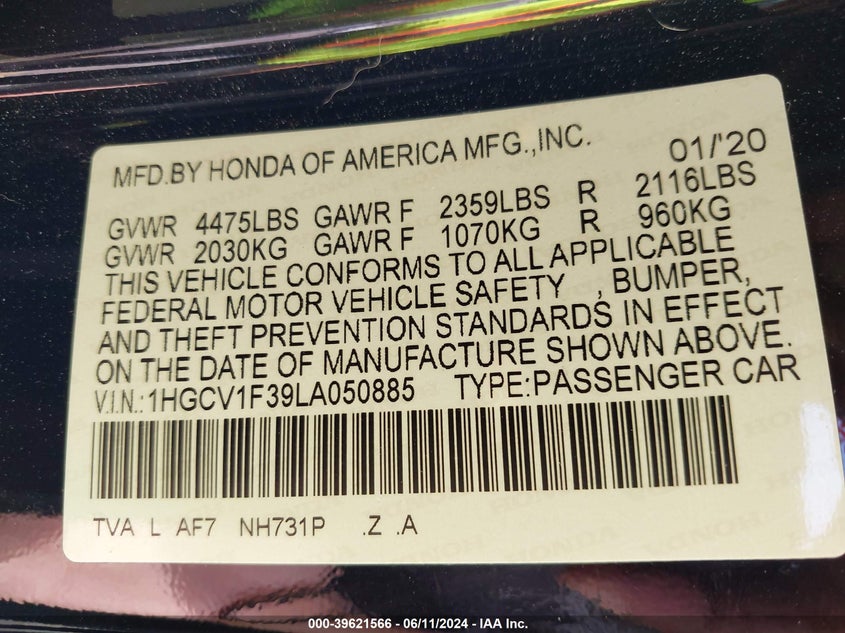 MFD.BY HONDA OF AMERICA MFG.,INC. 01/'20
GVWR 4475LBS GAWR F 2359LBS R 2116LBS
GVWR 2030KG GAWR F 1070KG R 960KG
THIS VEHICLE CONFORMS TO ALL APPLICABLE
FEDERAL MOTOR VEHICLE SAFETY , BUMPER,
AND THEFT PREVENTION STANDARDS IN EFFECT
ON THE DATE OF MANUFACTURE SHOWN ABOVE.
V.I.N.:1HGCV1F39LA050885 TYPE:PASSENGER CAR
TVA L AF7 NH731P .Z .A
HONDA
000-39621566 - 06/11/2024 - IAA Inc.